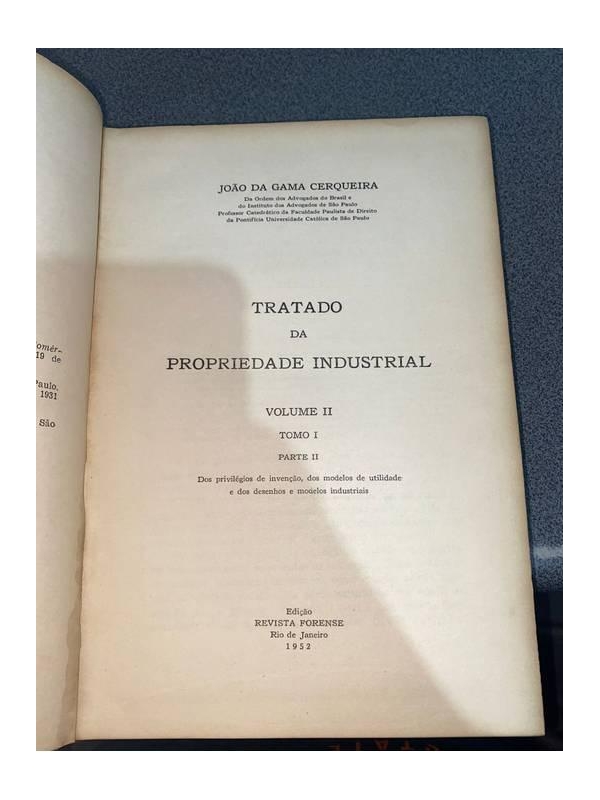 omér-
19 de
Paulo,
1931
São
JOÃO DA GAMA CERQUEIRA
Da Ordem dos Advogados do Brasil e
do Instituto dos Advogados de São Paulo
Professor Catedrático da Faculdade Paulista de Direito
da Pontifícia Universidade Católica de São Paulo
TRATADO
DA
PROPRIEDADE INDUSTRIAL
VOLUME II
TOMO I
PARTE II
Dos privilégios de invenção, dos modelos de utilidade
e dos desenhos e modelos industriais
Edição
REVISTA FORENSE
Rio de Janeiro
1952